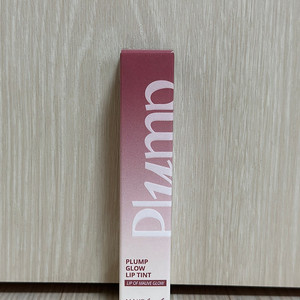 Plump
PLUMP
GLOW
LIP TINT
LIP OF MAUVE GLOW